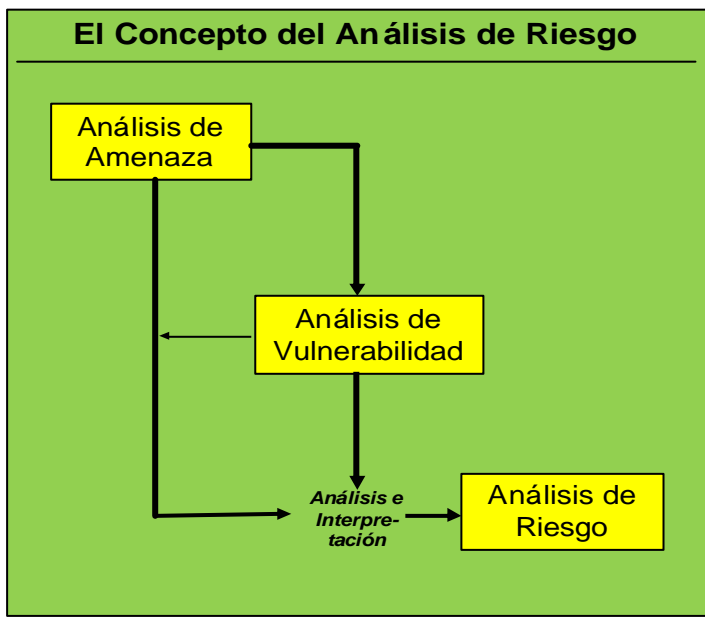 El Concepto del Análisis de Riesgo
Análisis de
Amenaza
Análisis de
Vulnerabilidad
Análisis e
Interpre-
tación
Análisis de
Riesgo